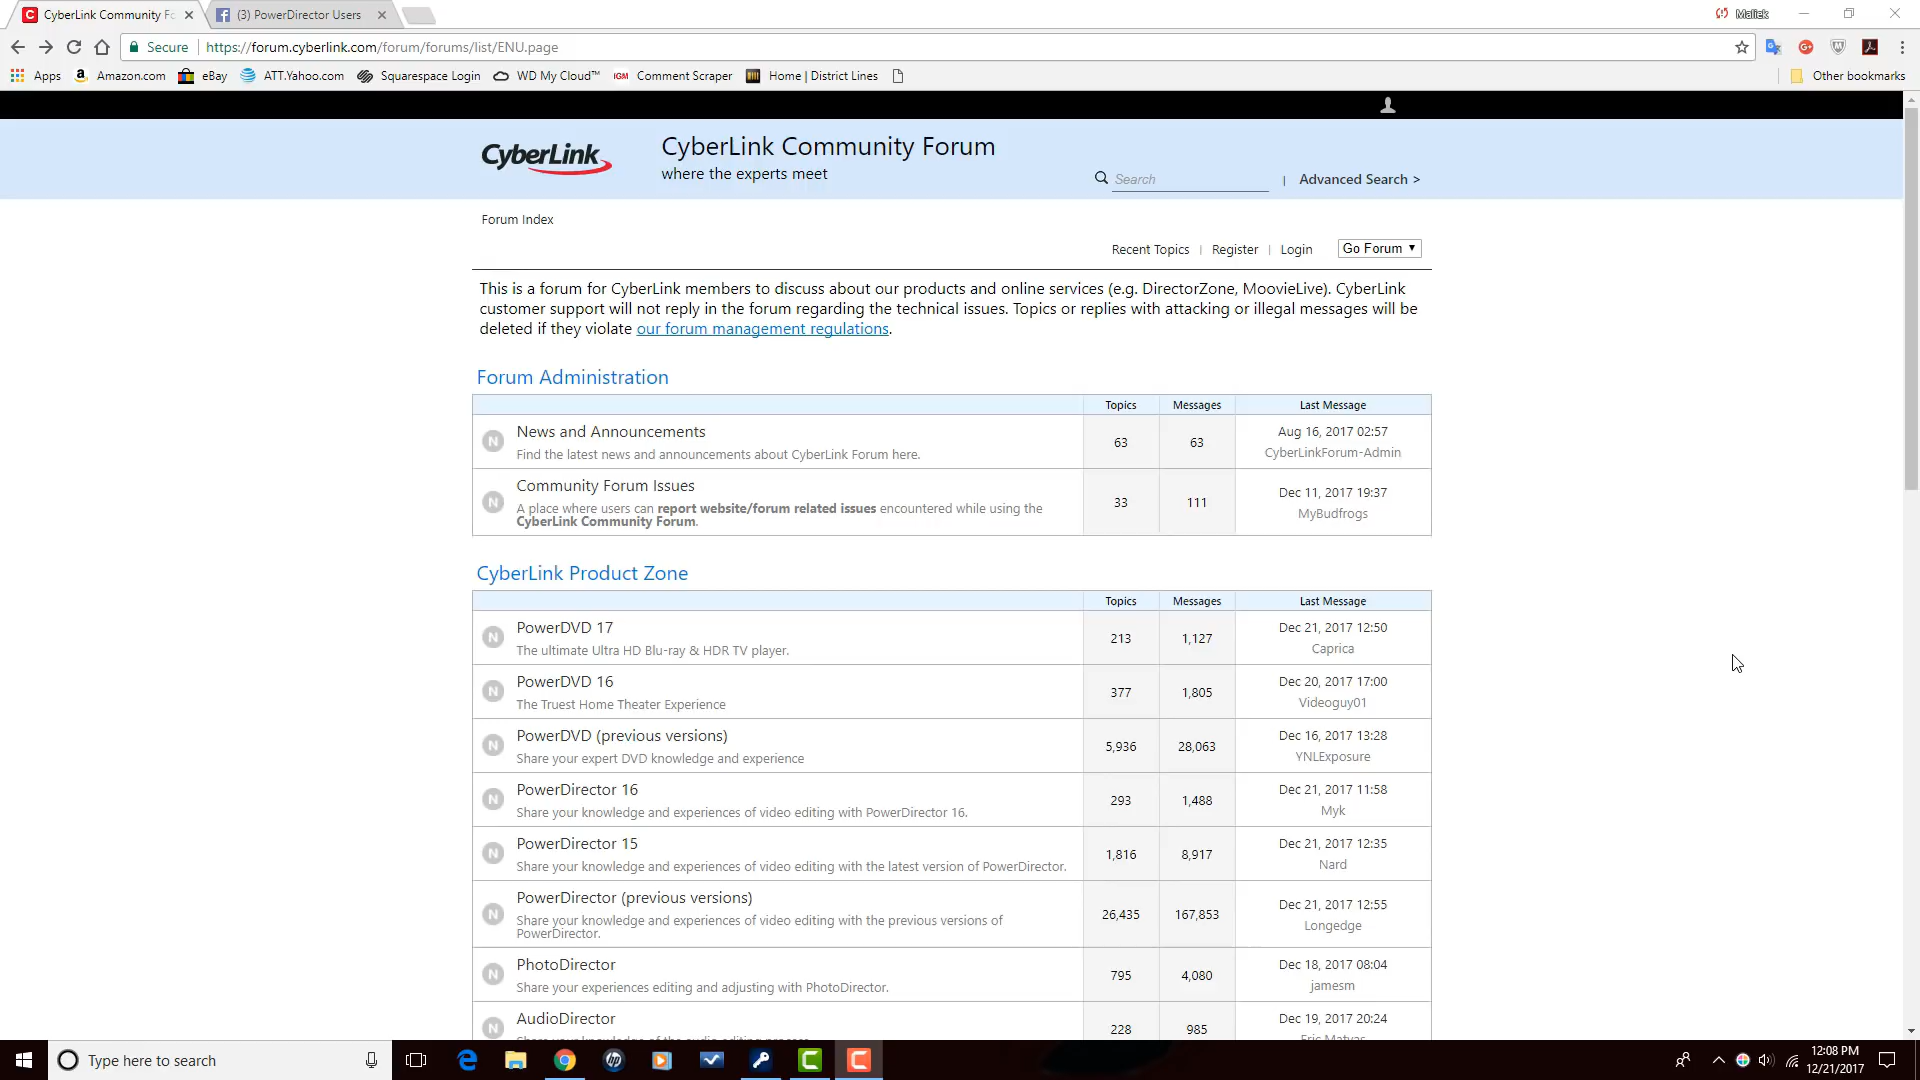 CyberLink Community Fo
(3) PowerDirector Users
Maliek
Secure
https://forum.cyberlink.com/forum/forums/list/ENU.page
Apps
Amazon.com
eBay
ATT.Yahoo.com
Squarespace Login
WD My Cloud™
IGM
Comment Scraper
Home | District Lines
Other bookmarks
CyberLink
CyberLink Community Forum
where the experts meet
Search
| Advanced Search >
Forum Index
Recent Topics | Register | Login
Go Forum
This is a forum for CyberLink members to discuss about our products and online services (e.g. DirectorZone, MoovieLive). CyberLink
customer support will not reply in the forum regarding the technical issues. Topics or replies with attacking or illegal messages will be
deleted if they violate our forum management regulations.
Forum Administration
Topics Messages Last Message
N
News and Announcements
Find the latest news and announcements about CyberLink Forum here.
63 63
Aug 16, 2017 02:57
CyberLinkForum-Admin
N
Community Forum Issues
A place where users can report website/forum related issues encountered while using the
CyberLink Community Forum.
33 111
Dec 11, 2017 19:37
MyBudfrogs
CyberLink Product Zone
Topics Messages Last Message
N
PowerDVD 17
The ultimate Ultra HD Blu-ray & HDR TV player.
213 1,127
Dec 21, 2017 12:50
Caprica
N
PowerDVD 16
The Truest Home Theater Experience
377 1,805
Dec 20, 2017 17:00
Videoguy01
N
PowerDVD (previous versions)
Share your expert DVD knowledge and experience
5,936 28,063
Dec 16, 2017 13:28
YNLExposure
N
PowerDirector 16
Share your knowledge and experiences of video editing with PowerDirector 16.
293 1,488
Dec 21, 2017 11:58
Myk
N
PowerDirector 15
Share your knowledge and experiences of video editing with the latest version of PowerDirector.
1,816 8,917
Dec 21, 2017 12:35
Nard
N
PowerDirector (previous versions)
Share your knowledge and experiences of video editing with the previous versions of
PowerDirector.
26,435 167,853
Dec 21, 2017 12:55
Longedge
N
PhotoDirector
Share your experiences editing and adjusting with PhotoDirector.
795 4,080
Dec 18, 2017 08:04
jamesm
N
AudioDirector
228 985
Dec 19, 2017 20:24
Type here to search
12:08 PM
12/21/2017